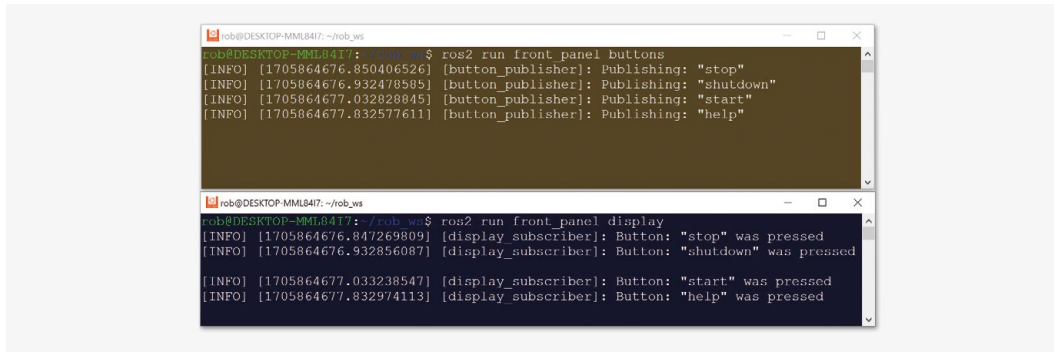 rob@DESKTOP-MML84I7: ~/rob_ws
rob@DESKTOP-MML84I7:~/rob_ws$ ros2 run front_panel buttons
[INFO] [1705864676.850406526] [button_publisher]: Publishing: "stop"
[INFO] [1705864676.932478585] [button_publisher]: Publishing: "shutdown"
[INFO] [1705864677.032828845] [button_publisher]: Publishing: "start"
[INFO] [1705864677.832577611] [button_publisher]: Publishing: "help"
rob@DESKTOP-MML84I7: ~/rob_ws
rob@DESKTOP-MML84I7:~/rob_ws$ ros2 run front_panel display
[INFO] [1705864676.847269809] [display_subscriber]: Button: "stop" was pressed
[INFO] [1705864676.932856087] [display_subscriber]: Button: "shutdown" was pressed
[INFO] [1705864677.033238547] [display_subscriber]: Button: "start" was pressed
[INFO] [1705864677.832974113] [display_subscriber]: Button: "help" was pressed